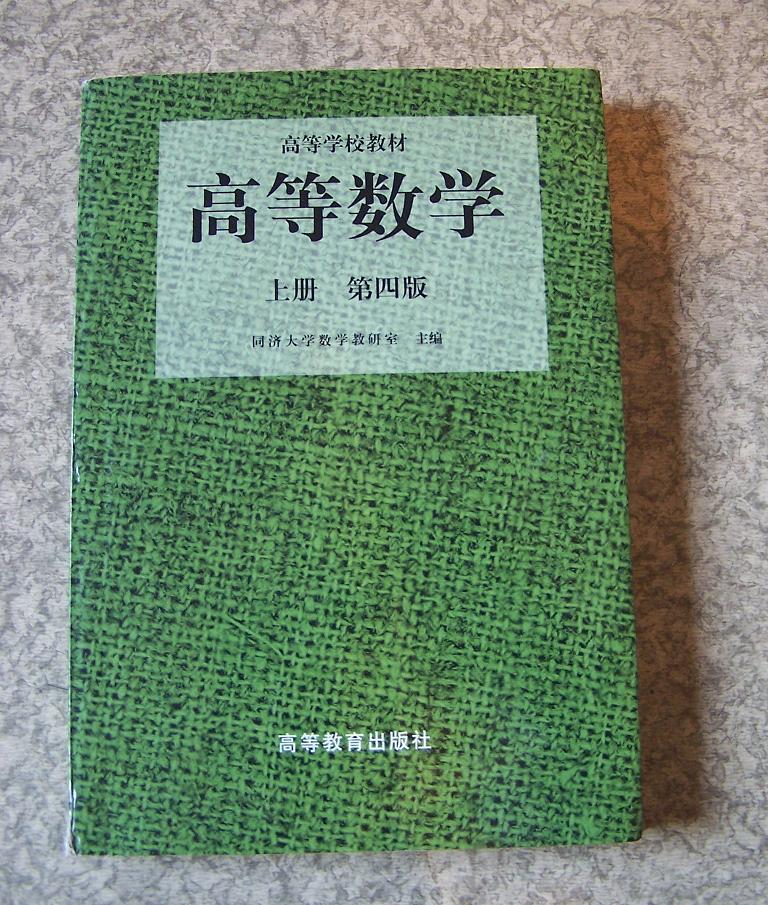 高等学校教材
高等数学
上册 第四版
同济大学数学教研室 主编
高等教育出版社